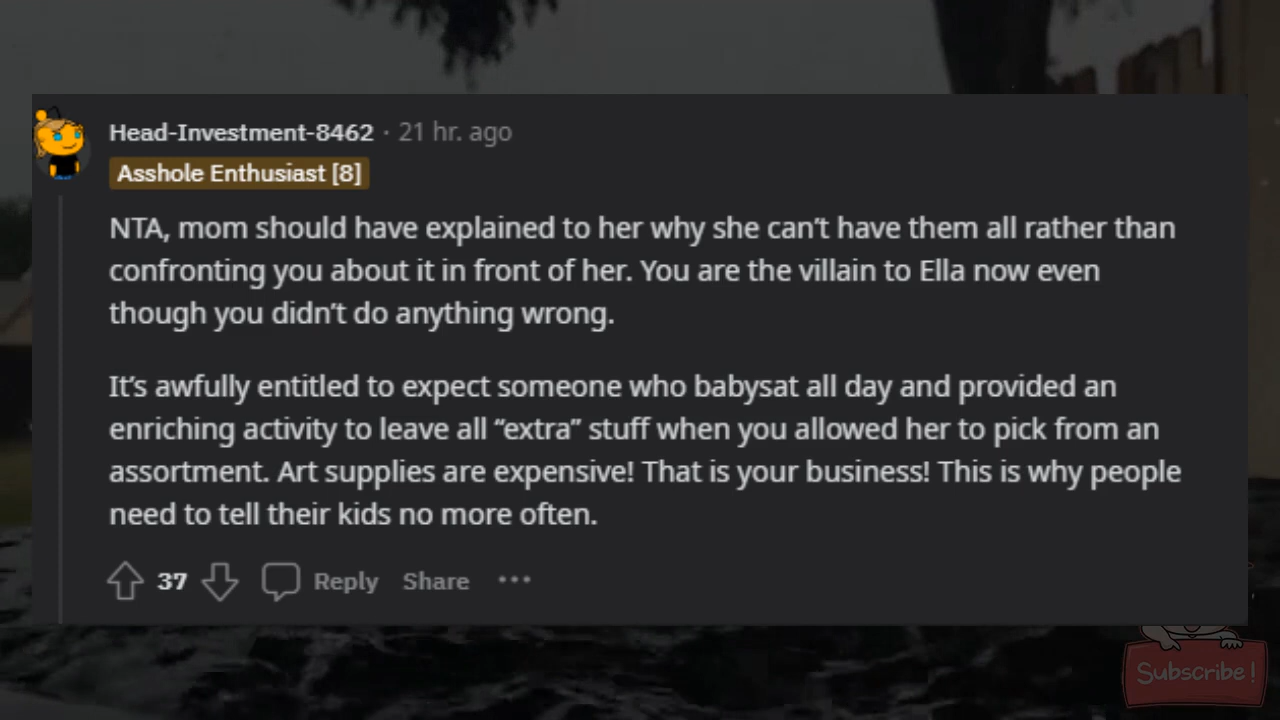 Head-Investment-8462 · 21 hr. ago
Asshole Enthusiast [8]
NTA, mom should have explained to her why she can’t have them all rather than
confronting you about it in front of her. You are the villain to Ella now even
though you didn’t do anything wrong.
It’s awfully entitled to expect someone who babysat all day and provided an
enriching activity to leave all “extra” stuff when you allowed her to pick from an
assortment. Art supplies are expensive! That is your business! This is why people
need to tell their kids no more often.
37 Reply Share ···
Subscribe!